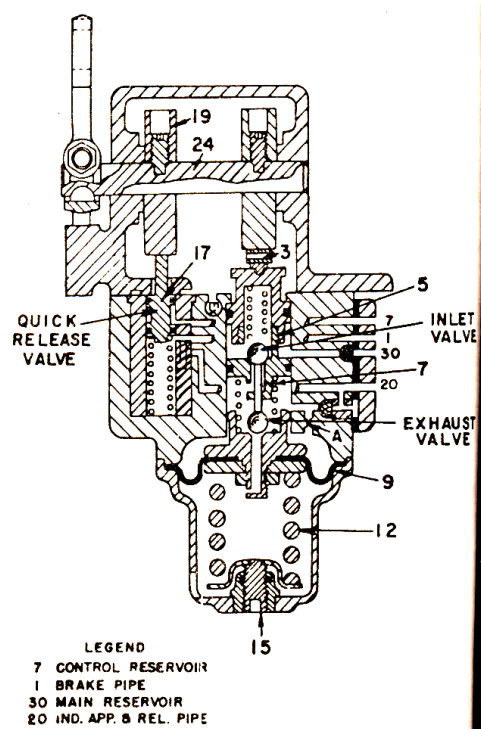 19
24
3
17
5
QUICK
RELEASE
VALVE
7
INLET
VALVE
1
30
7
20
EXHAUST
VALVE
A
9
12
15
LEGEND
7 CONTROL RESERVOIR
1 BRAKE PIPE
30 MAIN RESERVOIR
20 IND. APP. & REL. PIPE